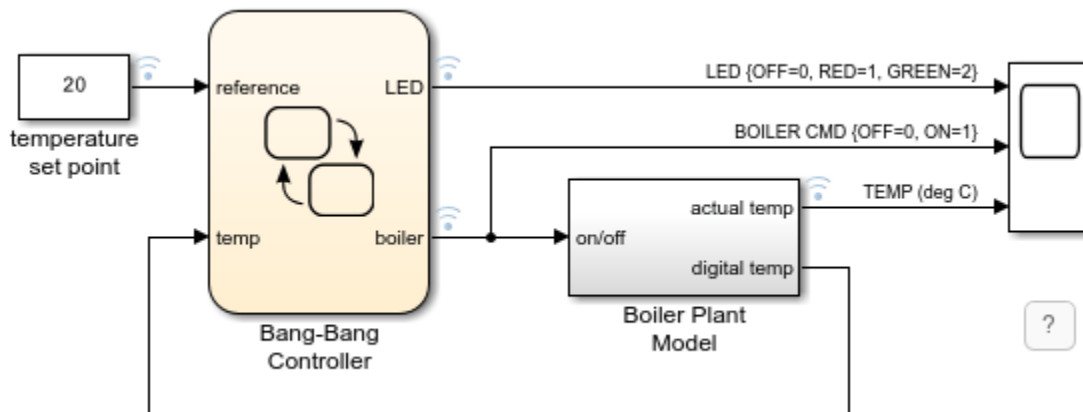 20
temperature
set point
reference
LED
temp
boiler
Bang-Bang
Controller
LED {OFF=0, RED=1, GREEN=2}
BOILER CMD {OFF=0, ON=1}
TEMP (deg C)
on/off
actual temp
digital temp
Boiler Plant
Model
?